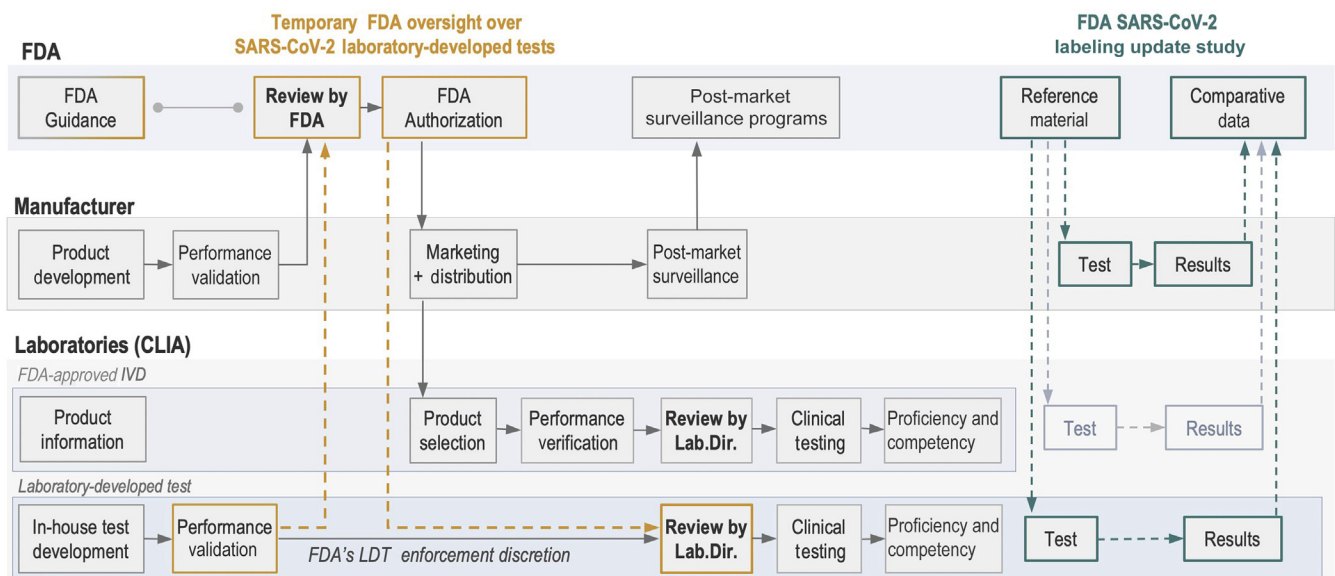 Temporary FDA oversight over
SARS-CoV-2 laboratory-developed tests
FDA SARS-CoV-2
labeling update study
FDA
FDA
Guidance
Review by
FDA
FDA
Authorization
Post-market
surveillance programs
Reference
material
Comparative
data
Manufacturer
Product
development
Performance
validation
Marketing
+ distribution
Post-market
surveillance
Test
Results
Laboratories (CLIA)
FDA-approved IVD
Product
information
Product
selection
Performance
verification
Review by
Lab.Dir.
Clinical
testing
Proficiency and
competency
Test
Results
Laboratory-developed test
In-house test
development
Performance
validation
FDA's LDT enforcement discretion
Review by
Lab.Dir.
Clinical
testing
Proficiency and
competency
Test
Results